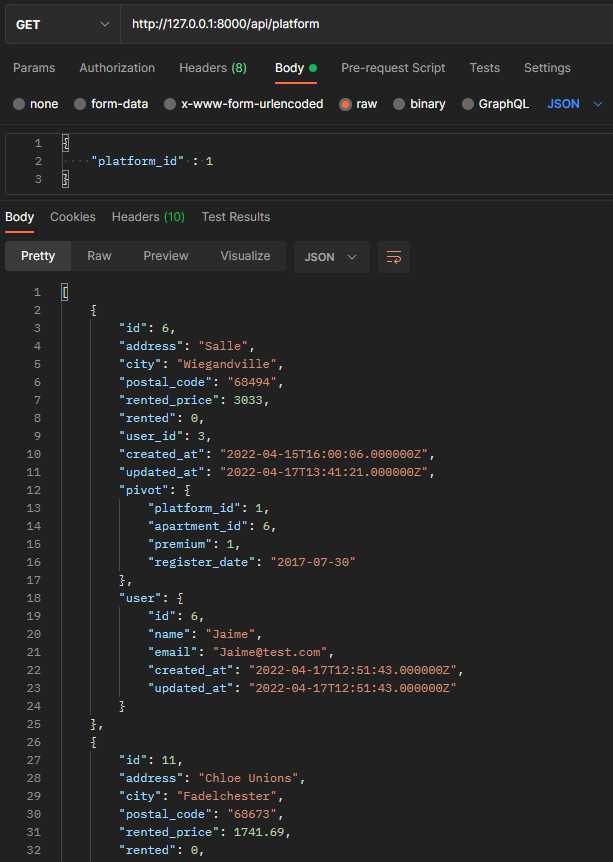 GET http://127.0.0.1:8000/api/platform
Params Authorization Headers (8) Body Pre-request Script Tests Settings
none form-data x-www-form-urlencoded raw binary GraphQL JSON
1 {
2 "platform_id" : 1
3 }
Body Cookies Headers (10) Test Results
Pretty Raw Preview Visualize JSON
1 [
2 {
3 "id": 6,
4 "address": "Salle",
5 "city": "Wiegandville",
6 "postal_code": "68494",
7 "rented_price": 3033,
8 "rented": 0,
9 "user_id": 3,
10 "created_at": "2022-04-15T16:00:06.000000Z",
11 "updated_at": "2022-04-17T13:41:21.000000Z",
12 "pivot": {
13 "platform_id": 1,
14 "apartment_id": 6,
15 "premium": 1,
16 "register_date": "2017-07-30"
17 },
18 "user": {
19 "id": 6,
20 "name": "Jaime",
21 "email": "Jaime@test.com",
22 "created_at": "2022-04-17T12:51:43.000000Z",
23 "updated_at": "2022-04-17T12:51:43.000000Z"
24 }
25 },
26 {
27 "id": 11,
28 "address": "Chloe Unions",
29 "city": "Fadelchester",
30 "postal_code": "68673",
31 "rented_price": 1741.69,
32 "rented": 0,